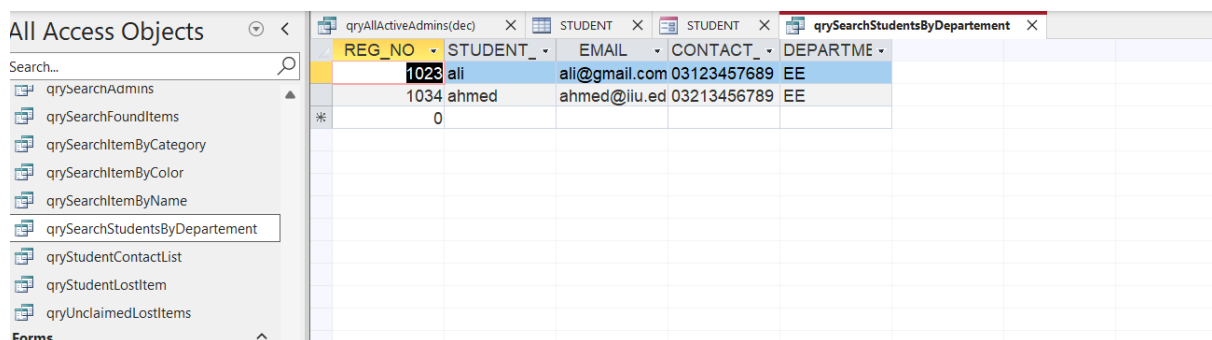 All Access Objects
Search...
qrySearchAdmins
qrySearchFoundItems
qrySearchItemByCategory
qrySearchItemByColor
qrySearchItemByName
qrySearchStudentsByDepartement
qryStudentContactList
qryStudentLostItem
qryUnclaimedLostItems
Forms
qryAllActiveAdmins(dec) STUDENT STUDENT qrySearchStudentsByDepartement
REG_NO STUDENT_ EMAIL CONTACT_ DEPARTME
1023 ali ali@gmail.com 03123457689 EE
1034 ahmed ahmed@iiu.ed 03213456789 EE
0